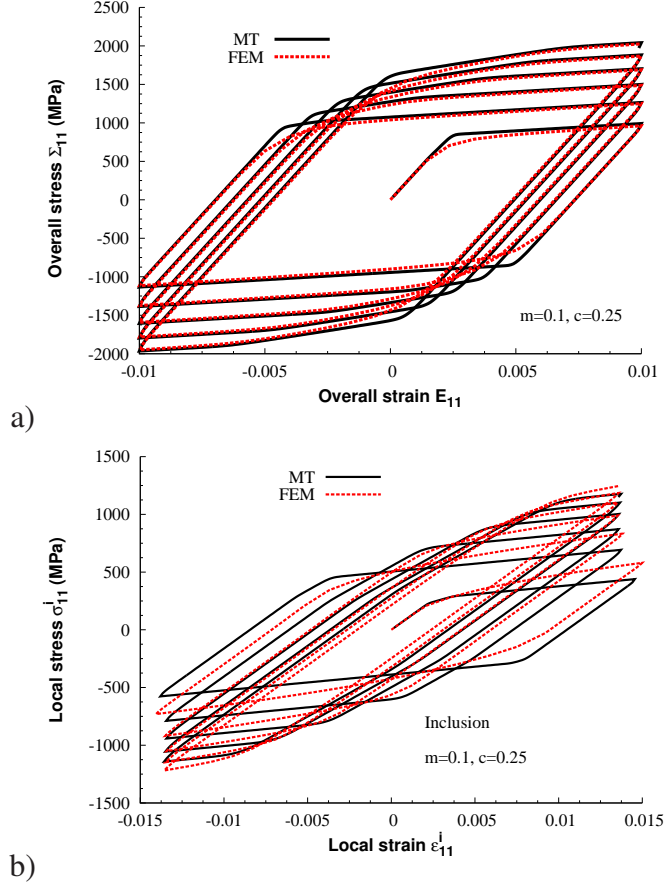 2500
2000
1500
1000
500
0
-500
-1000
-1500
-2000
-0.01
-0.005
0
0.005
0.01
Overall stress Σ11 (MPa)
Overall strain E11
MT
FEM
m=0.1, c=0.25
a)
1500
1000
500
0
-500
-1000
-1500
-0.015
-0.01
-0.005
0
0.005
0.01
0.015
Local stress σ11^i (MPa)
Local strain ε11^i
MT
FEM
Inclusion
m=0.1, c=0.25
b)